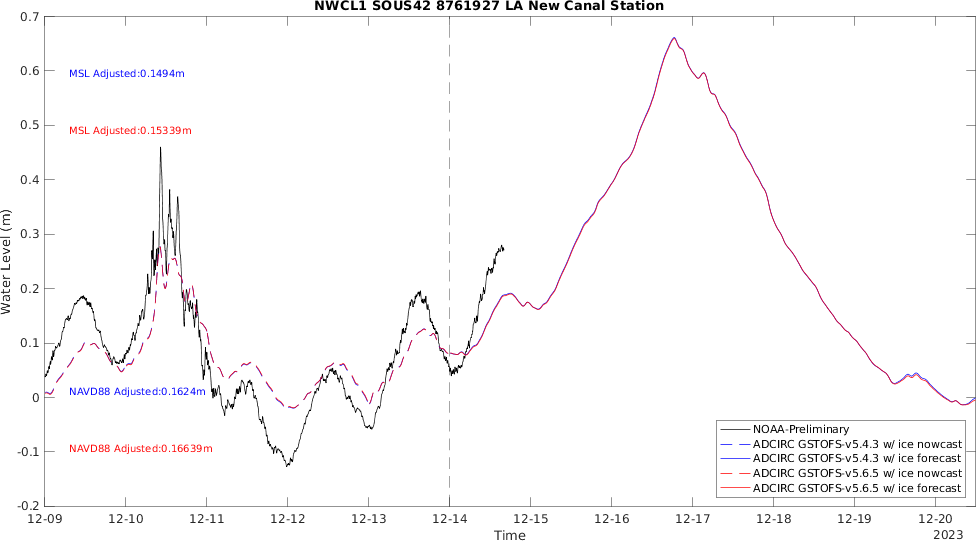 NWCL1 SOUS42 8761927 LA New Canal Station
0.7
0.6
0.5
0.4
0.3
0.2
0.1
0
-0.1
-0.2
Water Level (m)
MSL Adjusted:0.1494m
MSL Adjusted:0.15339m
NAVD88 Adjusted:0.1624m
NAVD88 Adjusted:0.16639m
NOAA-Preliminary
ADCIRC GSTOFS-v5.4.3 w/ ice nowcast
ADCIRC GSTOFS-v5.4.3 w/ ice forecast
ADCIRC GSTOFS-v5.6.5 w/ ice nowcast
ADCIRC GSTOFS-v5.6.5 w/ ice forecast
12-09 12-10 12-11 12-12 12-13 12-14 12-15 12-16 12-17 12-18 12-19 12-20
Time
2023